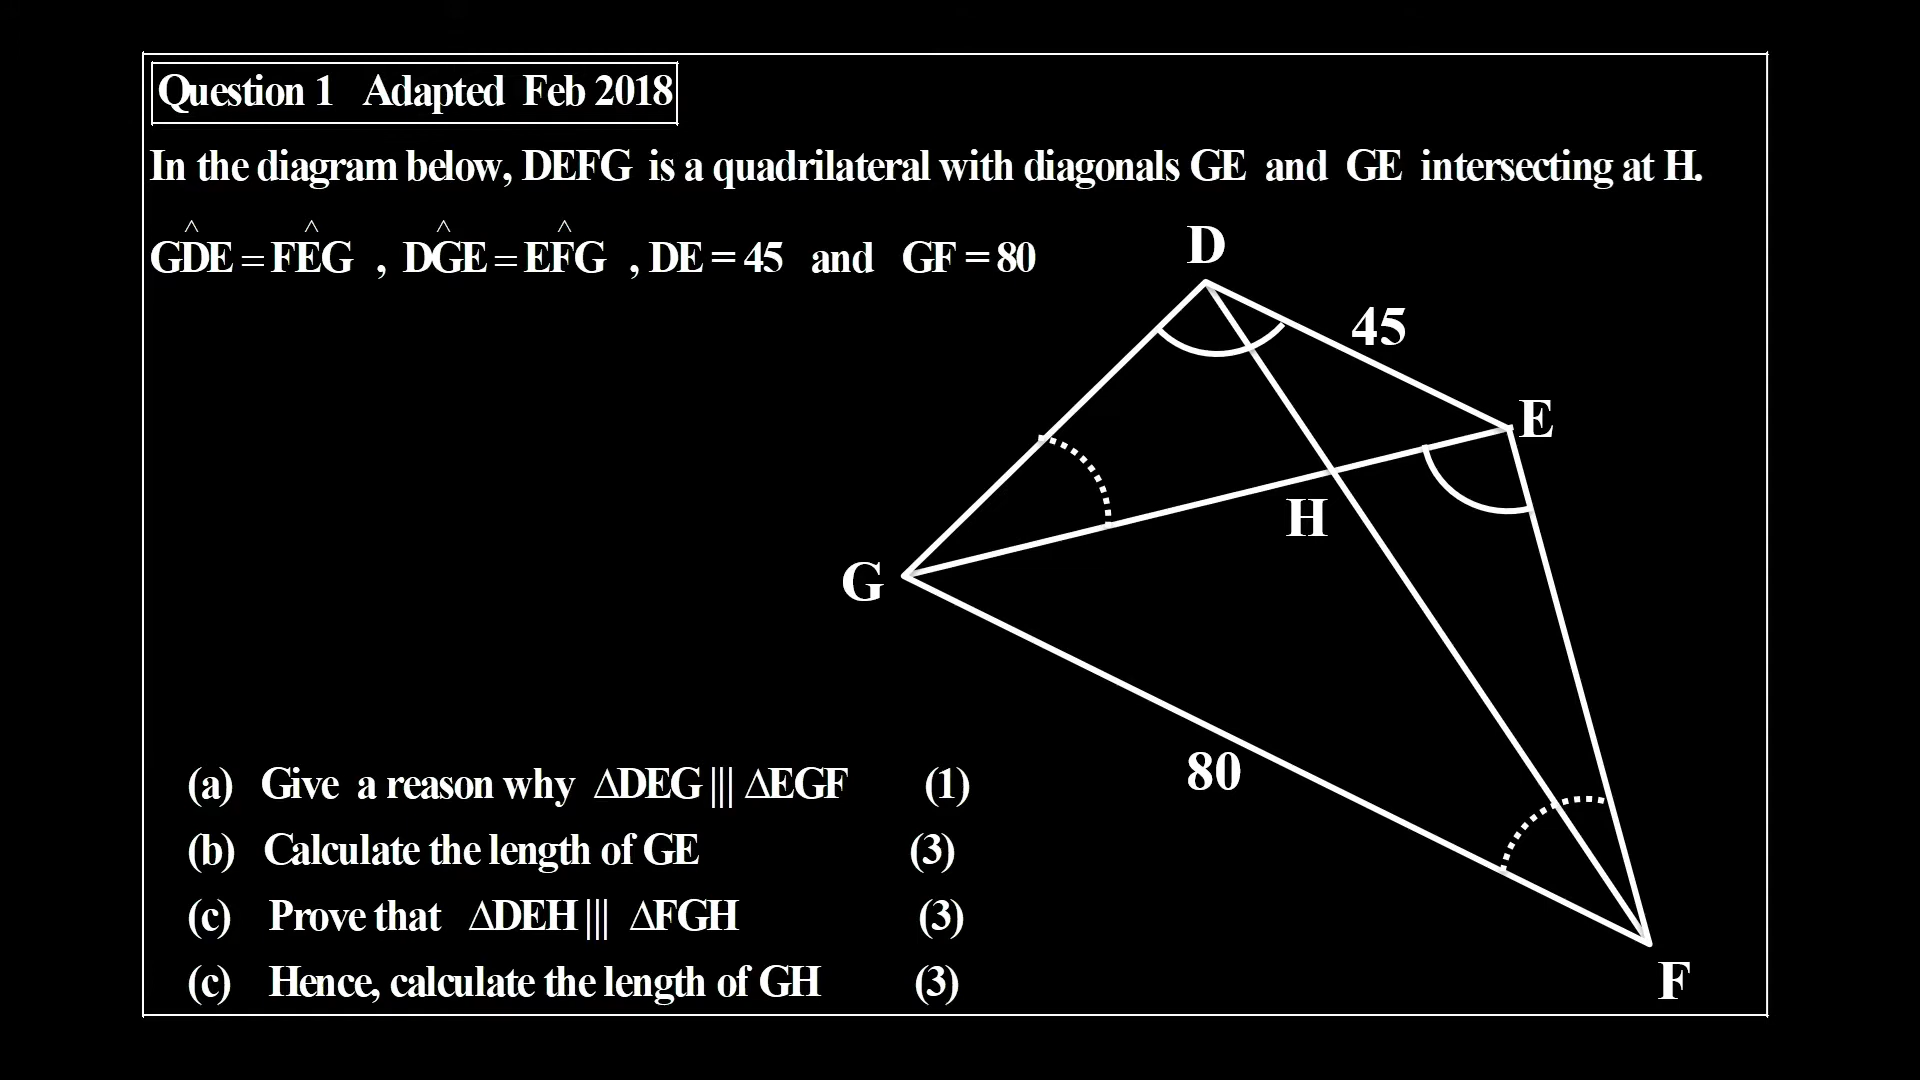 Question 1 Adapted Feb 2018
In the diagram below, DEFG is a quadrilateral with diagonals GE and GE intersecting at H.
GD̂E = FÊG , DĜE = EF̂G , DE = 45 and GF = 80
D
45
E
H
G
80
(a) Give a reason why ΔDEG ||| ΔEGF (1)
(b) Calculate the length of GE (3)
(c) Prove that ΔDEH ||| ΔFGH (3)
(c) Hence, calculate the length of GH (3)
F